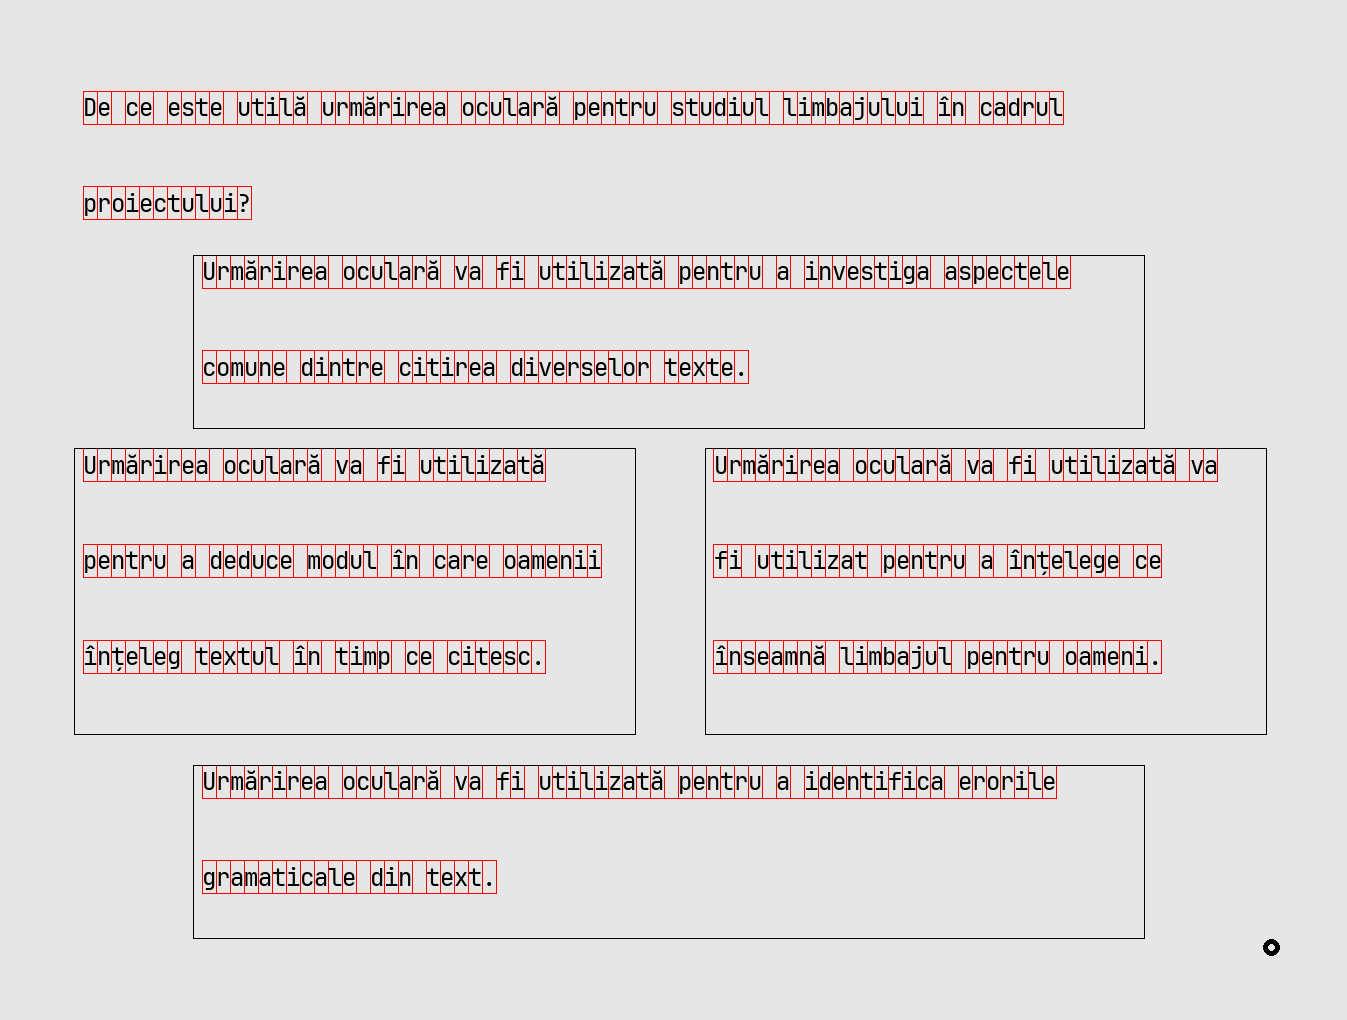 De ce este utilă urmărirea oculară pentru studiul limbajului în cadrul
proiectului?
Urmărirea oculară va fi utilizată pentru a investiga aspectele
comune dintre citirea diverselor texte.
Urmărirea oculară va fi utilizată
pentru a deduce modul în care oamenii
înțeleg textul în timp ce citesc.
Urmărirea oculară va fi utilizată va
fi utilizat pentru a înțelege ce
înseamnă limbajul pentru oameni.
Urmărirea oculară va fi utilizată pentru a identifica erorile
gramaticale din text.